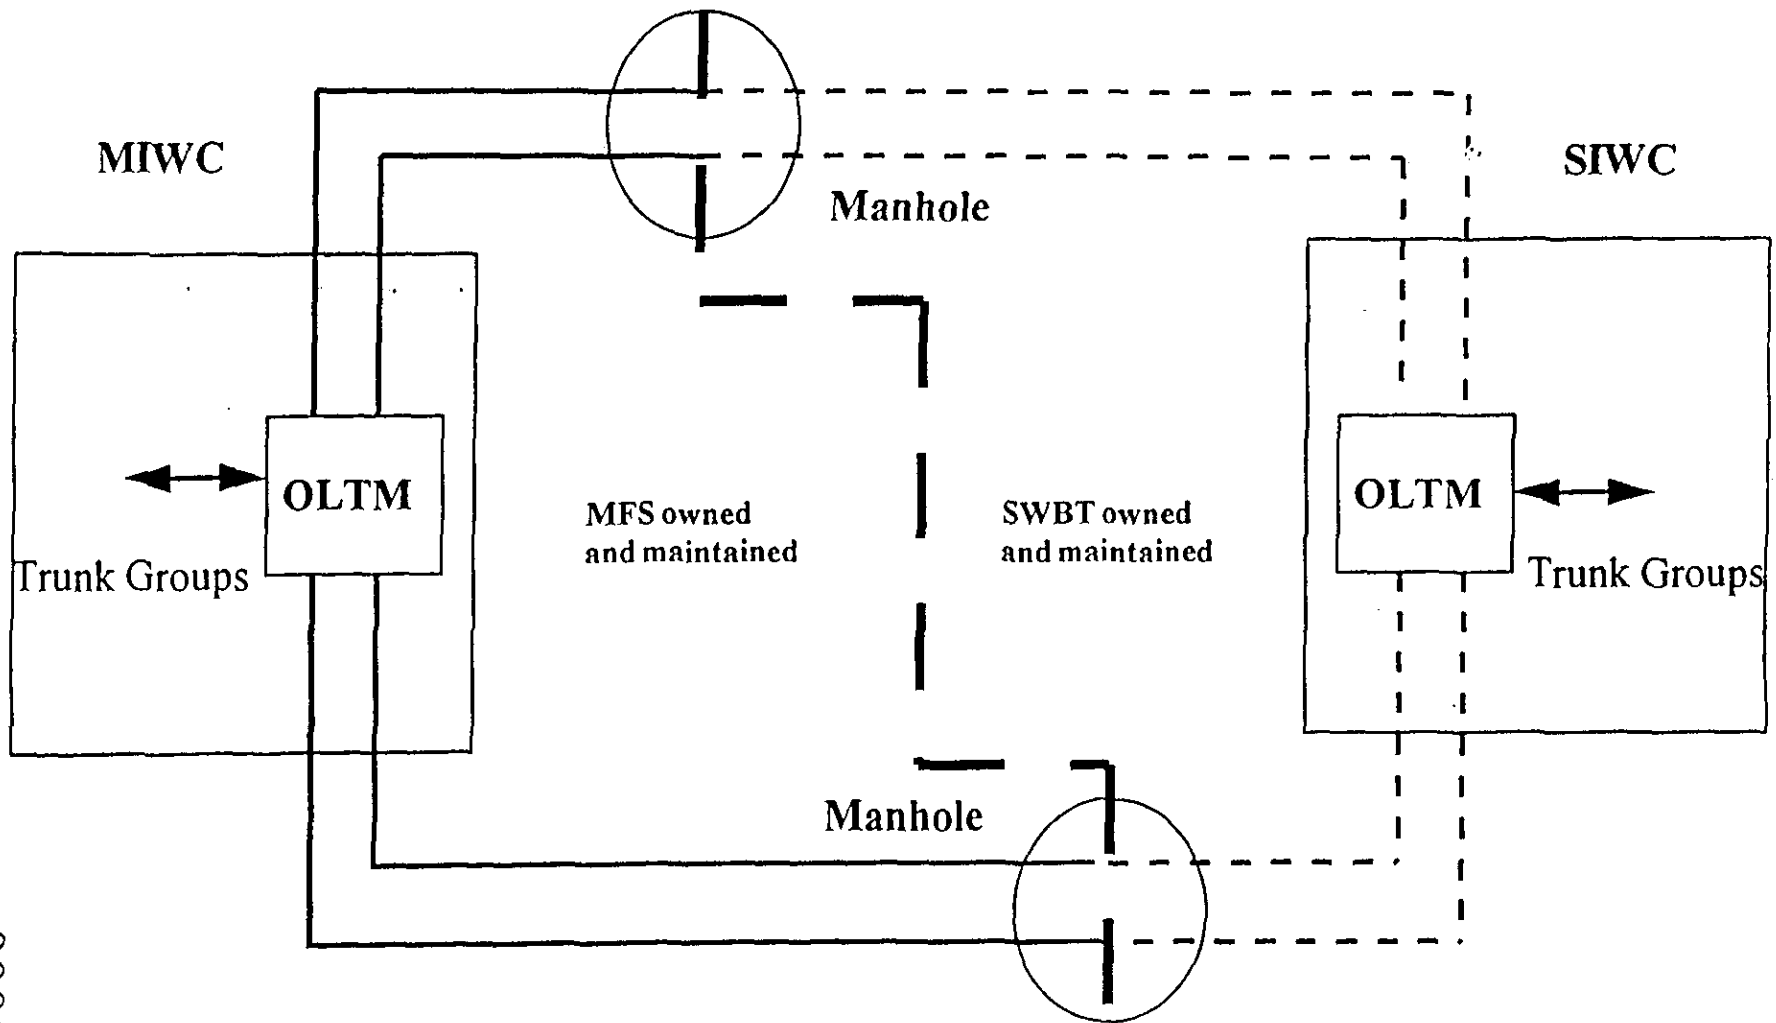 MIWC
SIWC
Manhole
OLTM
Trunk Groups
MFS owned
and maintained
SWBT owned
and maintained
OLTM
Trunk Groups
Manhole